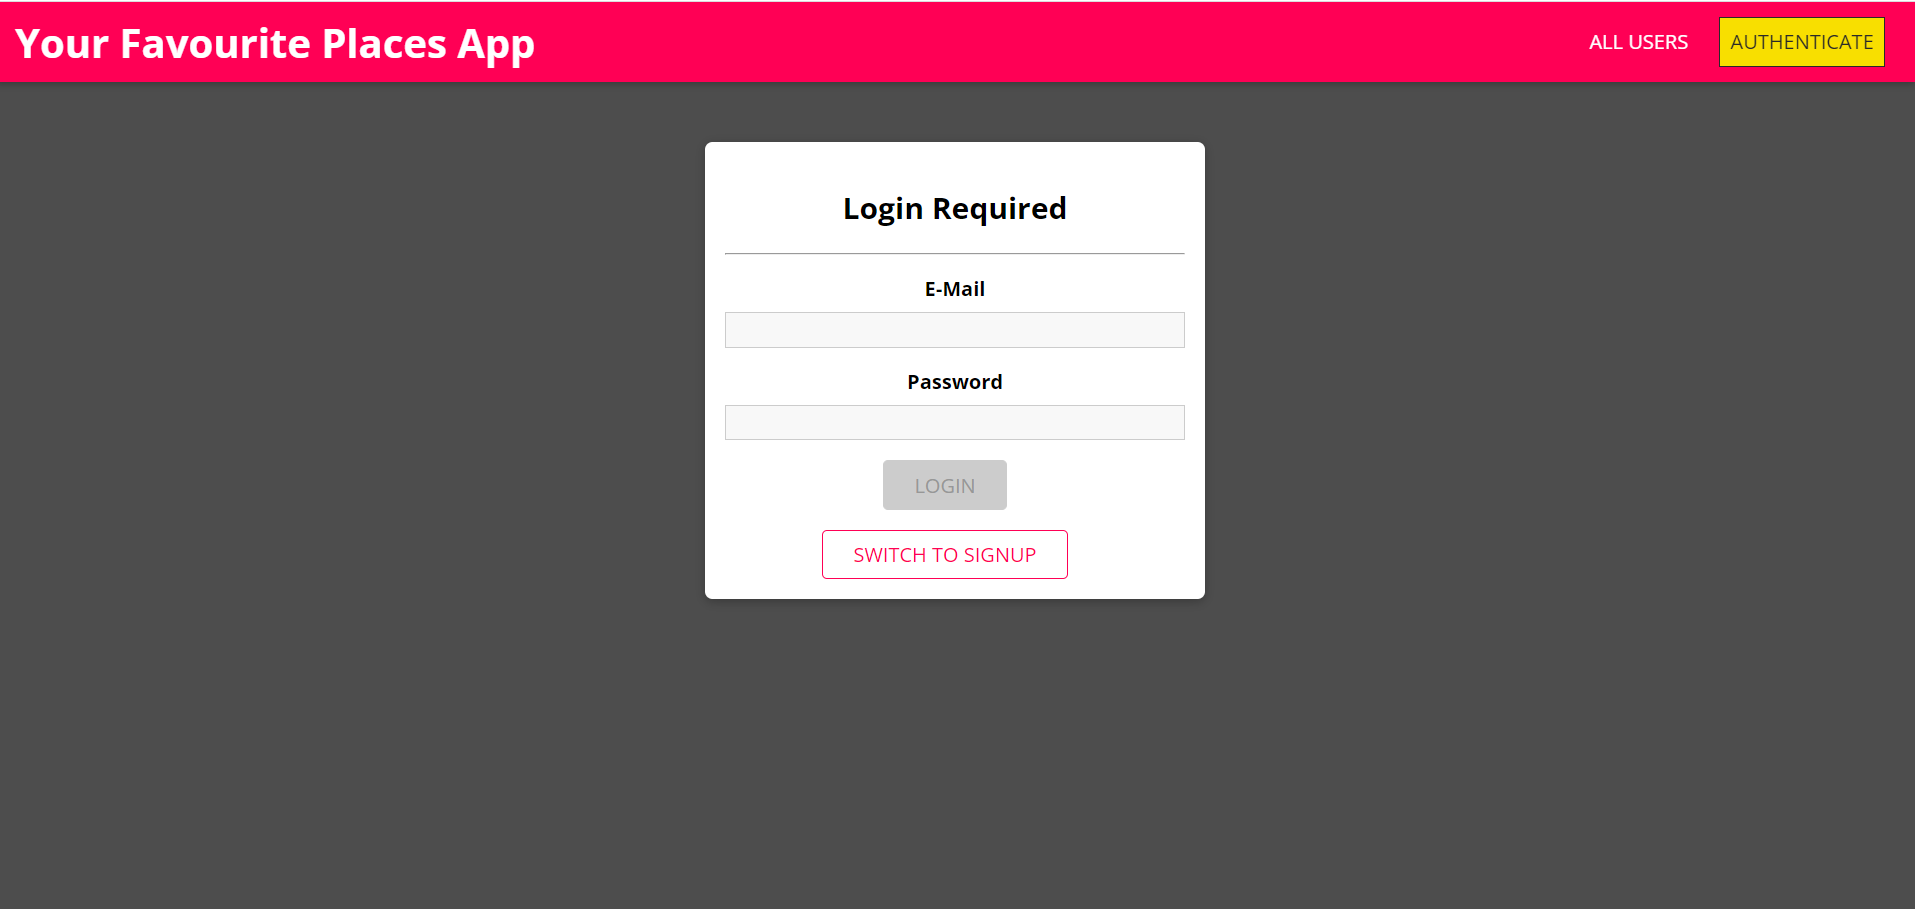 Your Favourite Places App
ALL USERS
AUTHENTICATE
Login Required
E-Mail
Password
LOGIN
SWITCH TO SIGNUP